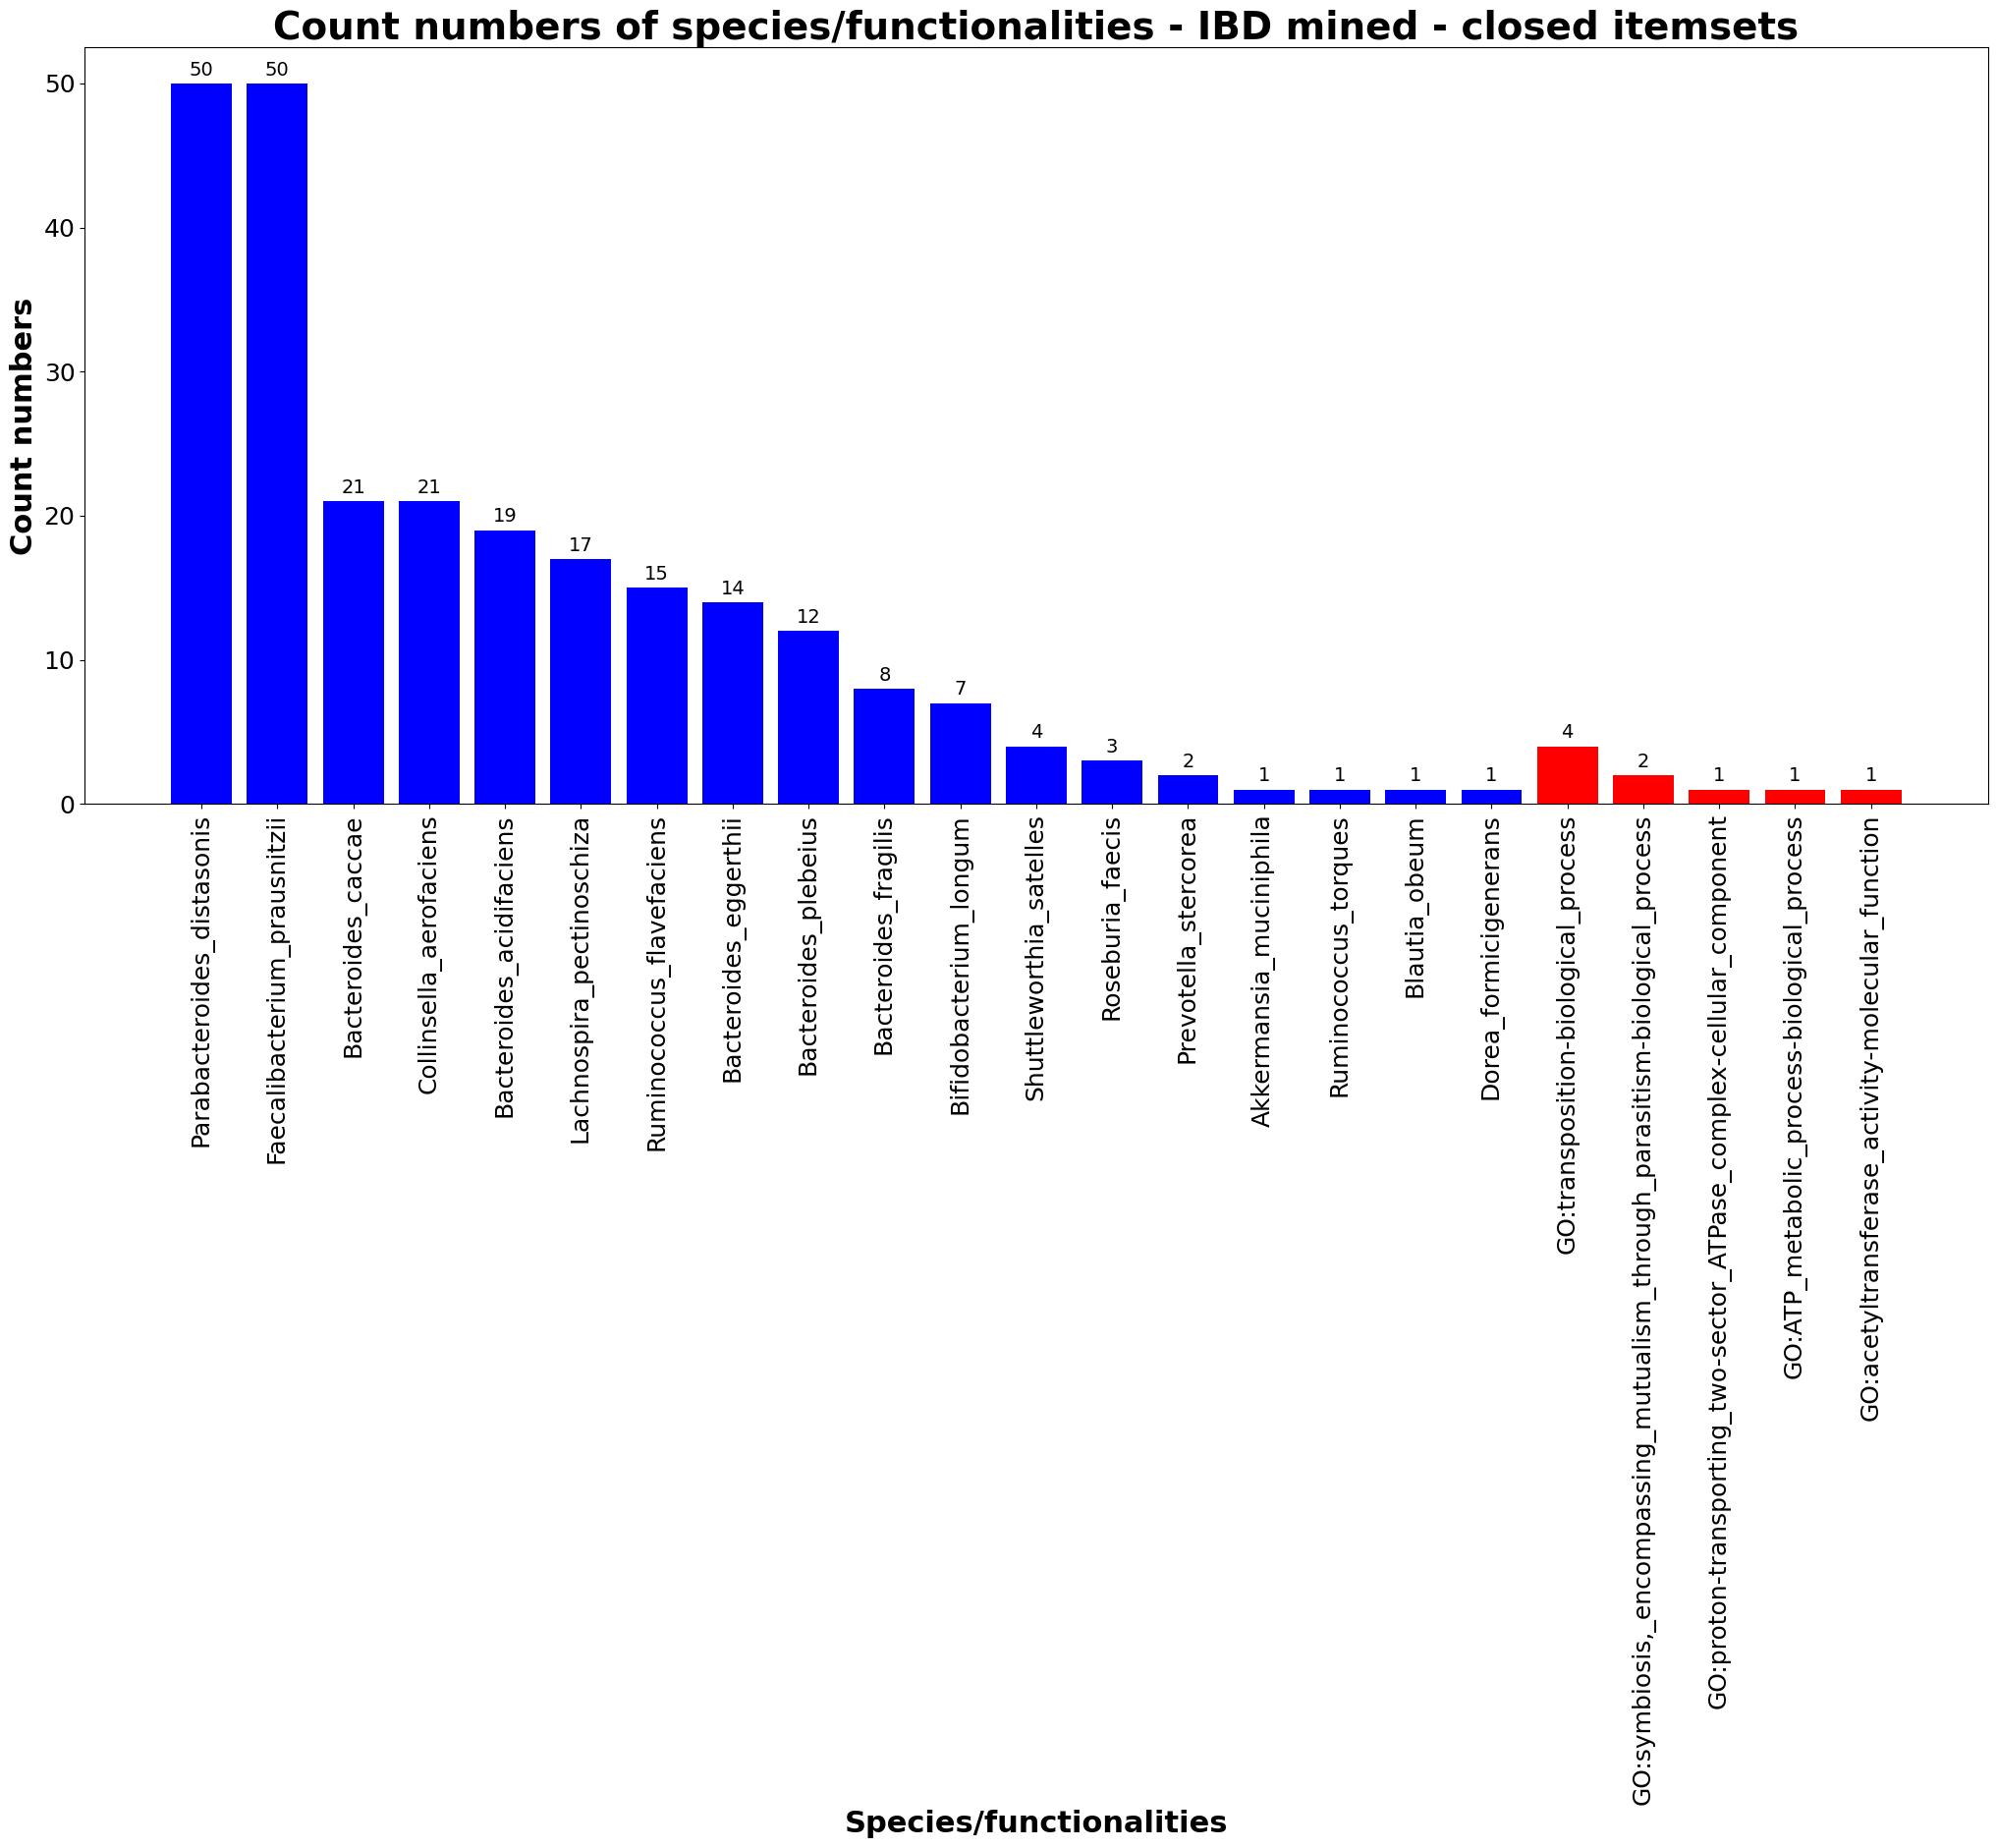 Count numbers of species/functionalities - IBD mined - closed itemsets
Count numbers
50
40
30
20
10
0
50
50
21
21
19
17
15
14
12
8
7
4
3
2
1
1
1
1
4
2
1
1
1
Parabacteroides_distasonis
Faecalibacterium_prausnitzii
Bacteroides_caccae
Collinsella_aerofaciens
Bacteroides_acidifaciens
Lachnospira_pectinoschiza
Ruminococcus_flavefaciens
Bacteroides_eggerthii
Bacteroides_plebeius
Bacteroides_fragilis
Bifidobacterium_longum
Shuttleworthia_satelles
Roseburia_faecis
Prevotella_stercorea
Akkermansia_muciniphila
Ruminococcus_torques
Blautia_obeum
Dorea_formicigenerans
GO:transposition-biological_process
GO:symbiosis,_encompassing_mutualism_through_parasitism-biological_process
GO:proton-transporting_two-sector_ATPase_complex-cellular_component
GO:ATP_metabolic_process-biological_process
GO:acetyltransferase_activity-molecular_function
Species/functionalities